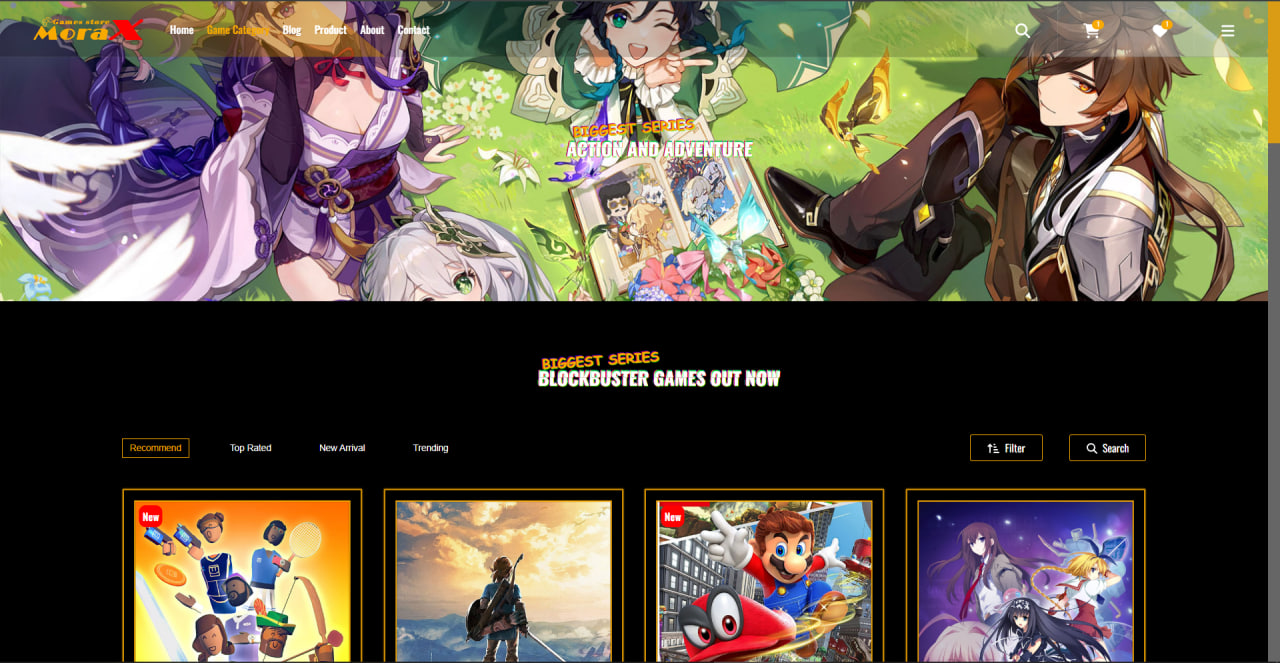 Games store
MoraX
Home Game Category Blog Product About Contact
1 1
BIGGEST SERIES
ACTION AND ADVENTURE
BIGGEST SERIES
BLOCKBUSTER GAMES OUT NOW
Recommend Top Rated New Arrival Trending Filter Search
New New